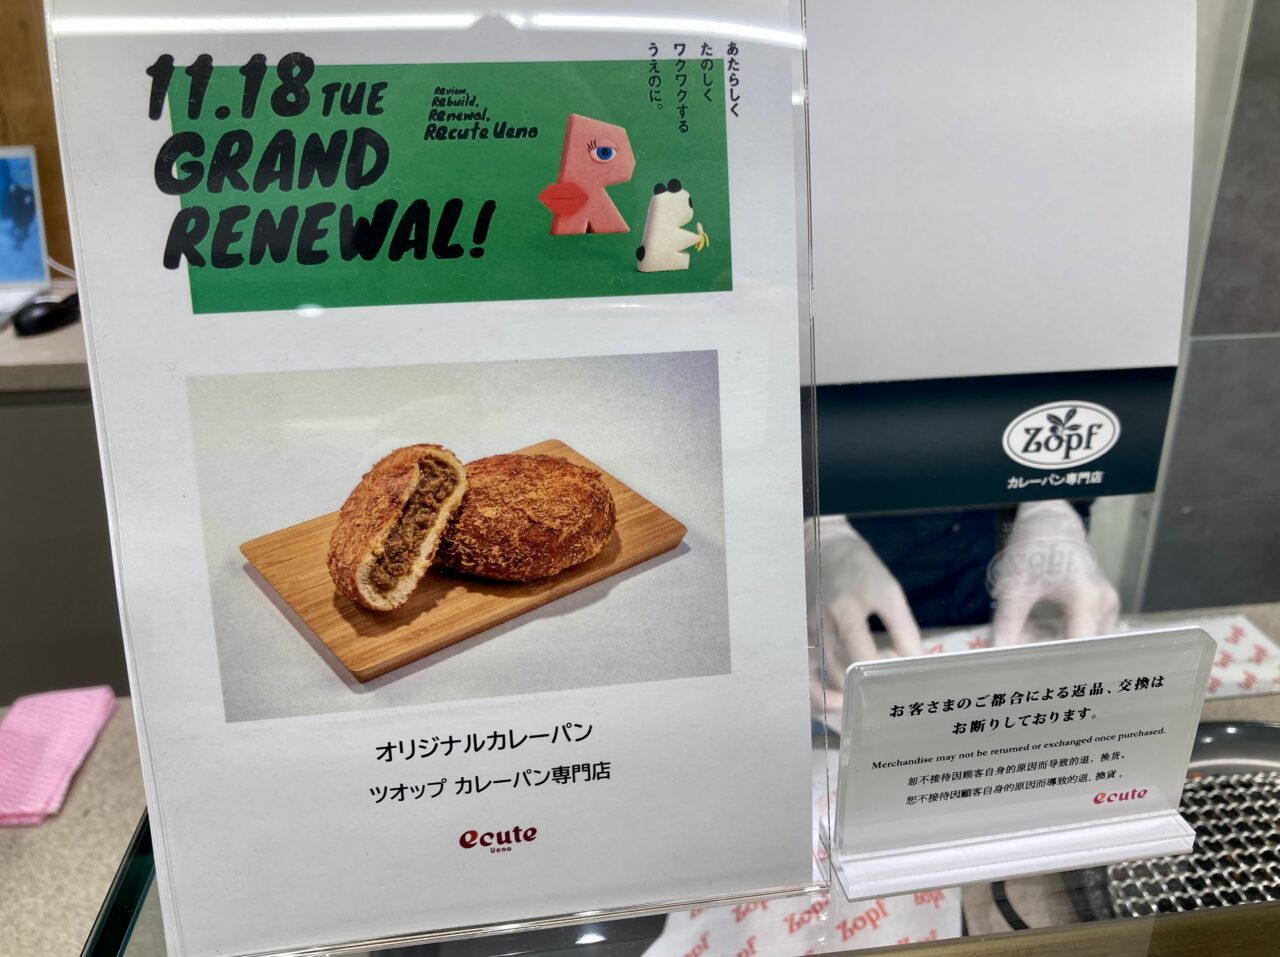 11.18 TUE
GRAND
RENEWAL!
Review,
Rebuild,
Renewal,
Recute Ueno
あたらしく
たのしく
ワクワクする
うえのに。
オリジナルカレーパン
ツオップ カレーパン専門店
ecute
Ueno
Zopf
カレーパン専門店
お客さまのご都合による返品、交換は
お断りしております。
Merchandise may not be returned or exchanged once purchased.
恕不接待因顾客自身的原因而导致的退、换货。
恕不接待因顧客自身的原因而導致的退、換貨。
ecute
Zopf
Zopf
Zopf